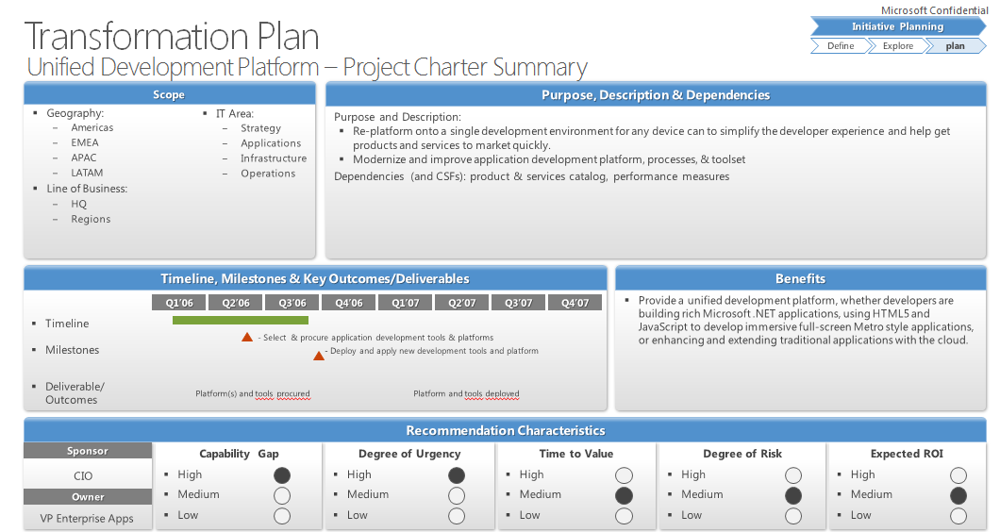 Microsoft Confidential
Transformation Plan
Unified Development Platform – Project Charter Summary
Initiative Planning
Define
Explore
plan
Scope
Geography:
– Americas
– EMEA
– APAC
– LATAM
Line of Business:
– HQ
– Regions
IT Area:
– Strategy
– Applications
– Infrastructure
– Operations
Purpose, Description & Dependencies
Purpose and Description:
Re-platform onto a single development environment for any device can to simplify the developer experience and help get
products and services to market quickly.
Modernize and improve application development platform, processes, & toolset
Dependencies (and CSFs): product & services catalog, performance measures
Timeline, Milestones & Key Outcomes/Deliverables
Q1'06 Q2'06 Q3'06 Q4'06 Q1'07 Q2'07 Q3'07 Q4'07
Timeline
- Select & procure application development tools & platforms
Milestones
- Deploy and apply new development tools and platform
Deliverable/
Outcomes
Platform(s) and tools procured
Platform and tools deployed
Benefits
Provide a unified development platform, whether developers are
building rich Microsoft .NET applications, using HTML5 and
JavaScript to develop immersive full-screen Metro style applications,
or enhancing and extending traditional applications with the cloud.
Recommendation Characteristics
Sponsor
CIO
Owner
VP Enterprise Apps
Capability Gap
High
Medium
Low
Degree of Urgency
High
Medium
Low
Time to Value
High
Medium
Low
Degree of Risk
High
Medium
Low
Expected ROI
High
Medium
Low